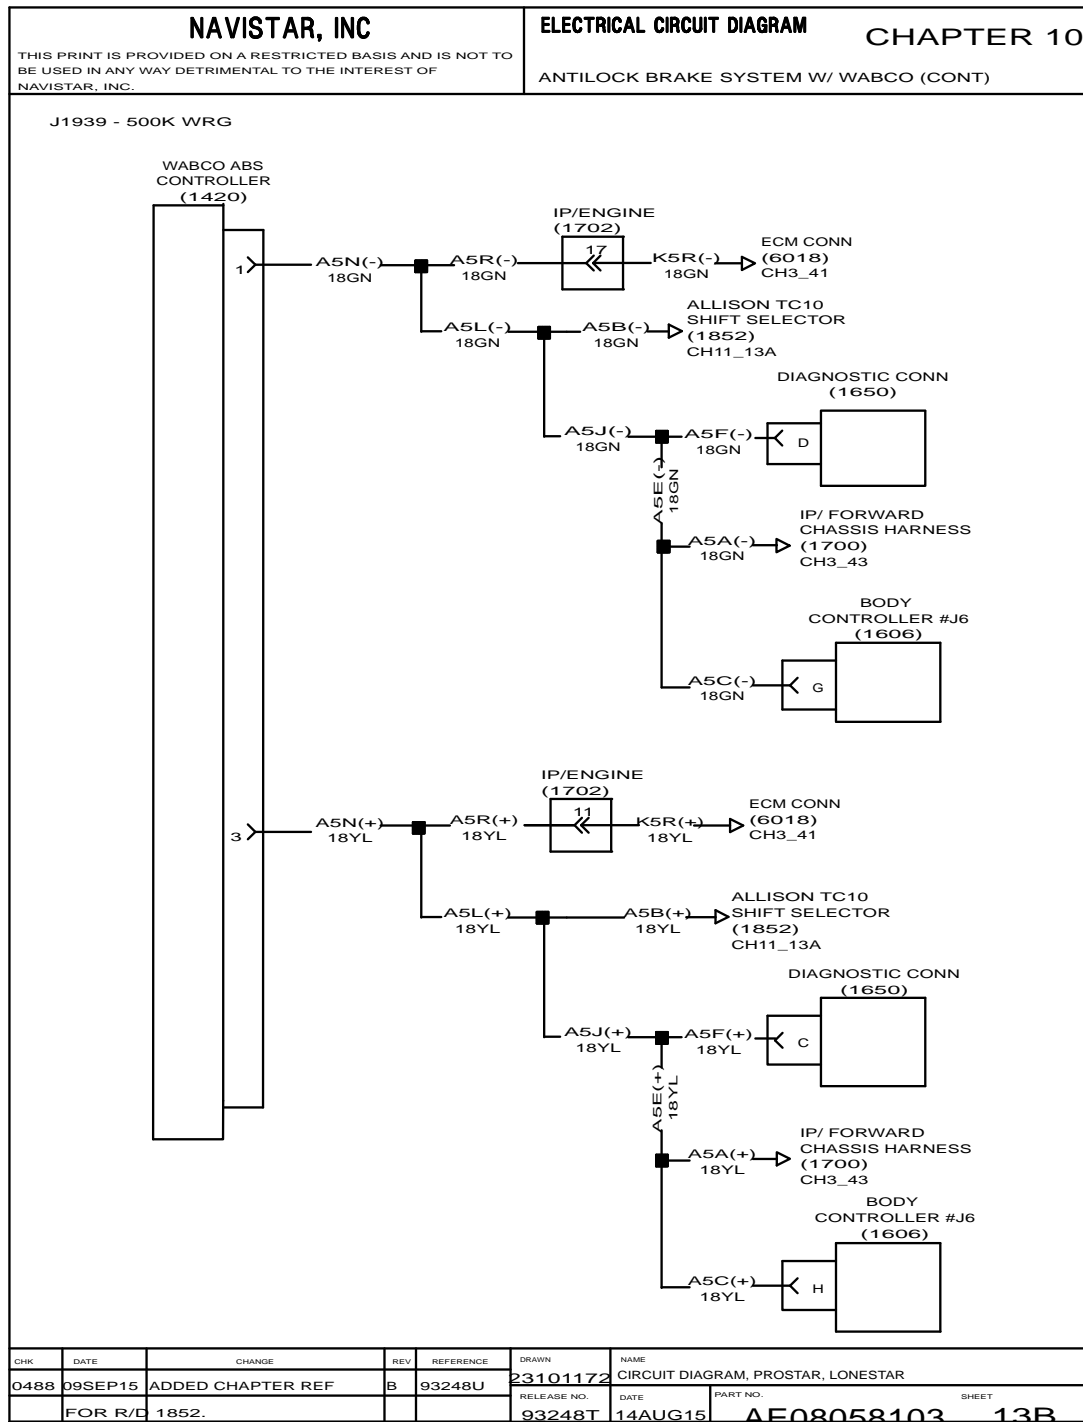 NAVISTAR, INC
THIS PRINT IS PROVIDED ON A RESTRICTED BASIS AND IS NOT TO
BE USED IN ANY WAY DETRIMENTAL TO THE INTEREST OF
NAVISTAR, INC.
ELECTRICAL CIRCUIT DIAGRAM
CHAPTER 10
ANTILOCK BRAKE SYSTEM W/ WABCO (CONT)
J1939 - 500K WRG
WABCO ABS
CONTROLLER
(1420)
1
A5N(-)
18GN
A5R(-)
18GN
IP/ENGINE
(1702)
17
K5R(-)
18GN
ECM CONN
(6018)
CH3_41
A5L(-)
18GN
A5B(-)
18GN
ALLISON TC10
SHIFT SELECTOR
(1852)
CH11_13A
DIAGNOSTIC CONN
(1650)
A5J(-)
18GN
A5F(-)
18GN
D
A5E(-)
18GN
A5A(-)
18GN
IP/ FORWARD
CHASSIS HARNESS
(1700)
CH3_43
BODY
CONTROLLER #J6
(1606)
A5C(-)
18GN
G
3
A5N(+)
18YL
A5R(+)
18YL
IP/ENGINE
(1702)
11
K5R(+)
18YL
ECM CONN
(6018)
CH3_41
A5L(+)
18YL
A5B(+)
18YL
ALLISON TC10
SHIFT SELECTOR
(1852)
CH11_13A
DIAGNOSTIC CONN
(1650)
A5J(+)
18YL
A5F(+)
18YL
C
A5E(+)
18YL
A5A(+)
18YL
IP/ FORWARD
CHASSIS HARNESS
(1700)
CH3_43
BODY
CONTROLLER #J6
(1606)
A5C(+)
18YL
H
CHK DATE CHANGE REV REFERENCE
0488 09SEP15 ADDED CHAPTER REF B 93248U
FOR R/D 1852.
DRAWN
23101172
NAME
CIRCUIT DIAGRAM, PROSTAR, LONESTAR
RELEASE NO.
93248T
DATE
14AUG15
PART NO.
AE08058103
SHEET
13B